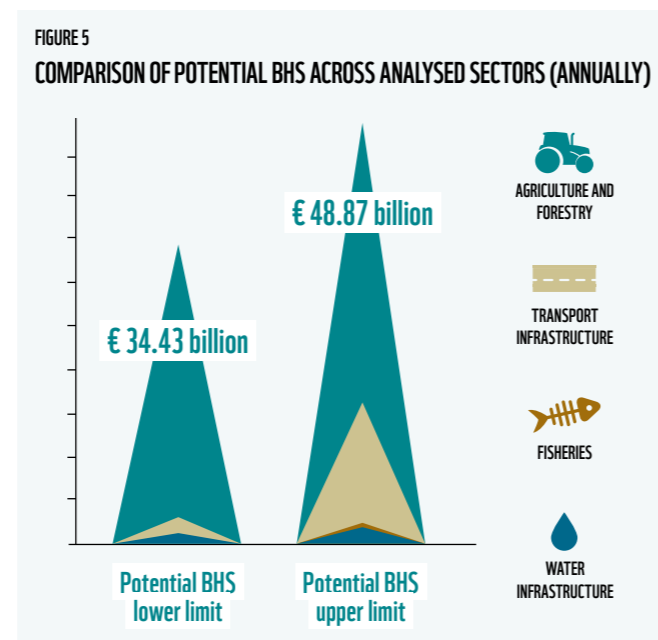 FIGURE 5
COMPARISON OF POTENTIAL BHS ACROSS ANALYSED SECTORS (ANNUALLY)
€ 34.43 billion
€ 48.87 billion
Potential BHS
lower limit
Potential BHS
upper limit
AGRICULTURE AND
FORESTRY
TRANSPORT
INFRASTRUCTURE
FISHERIES
WATER
INFRASTRUCTURE